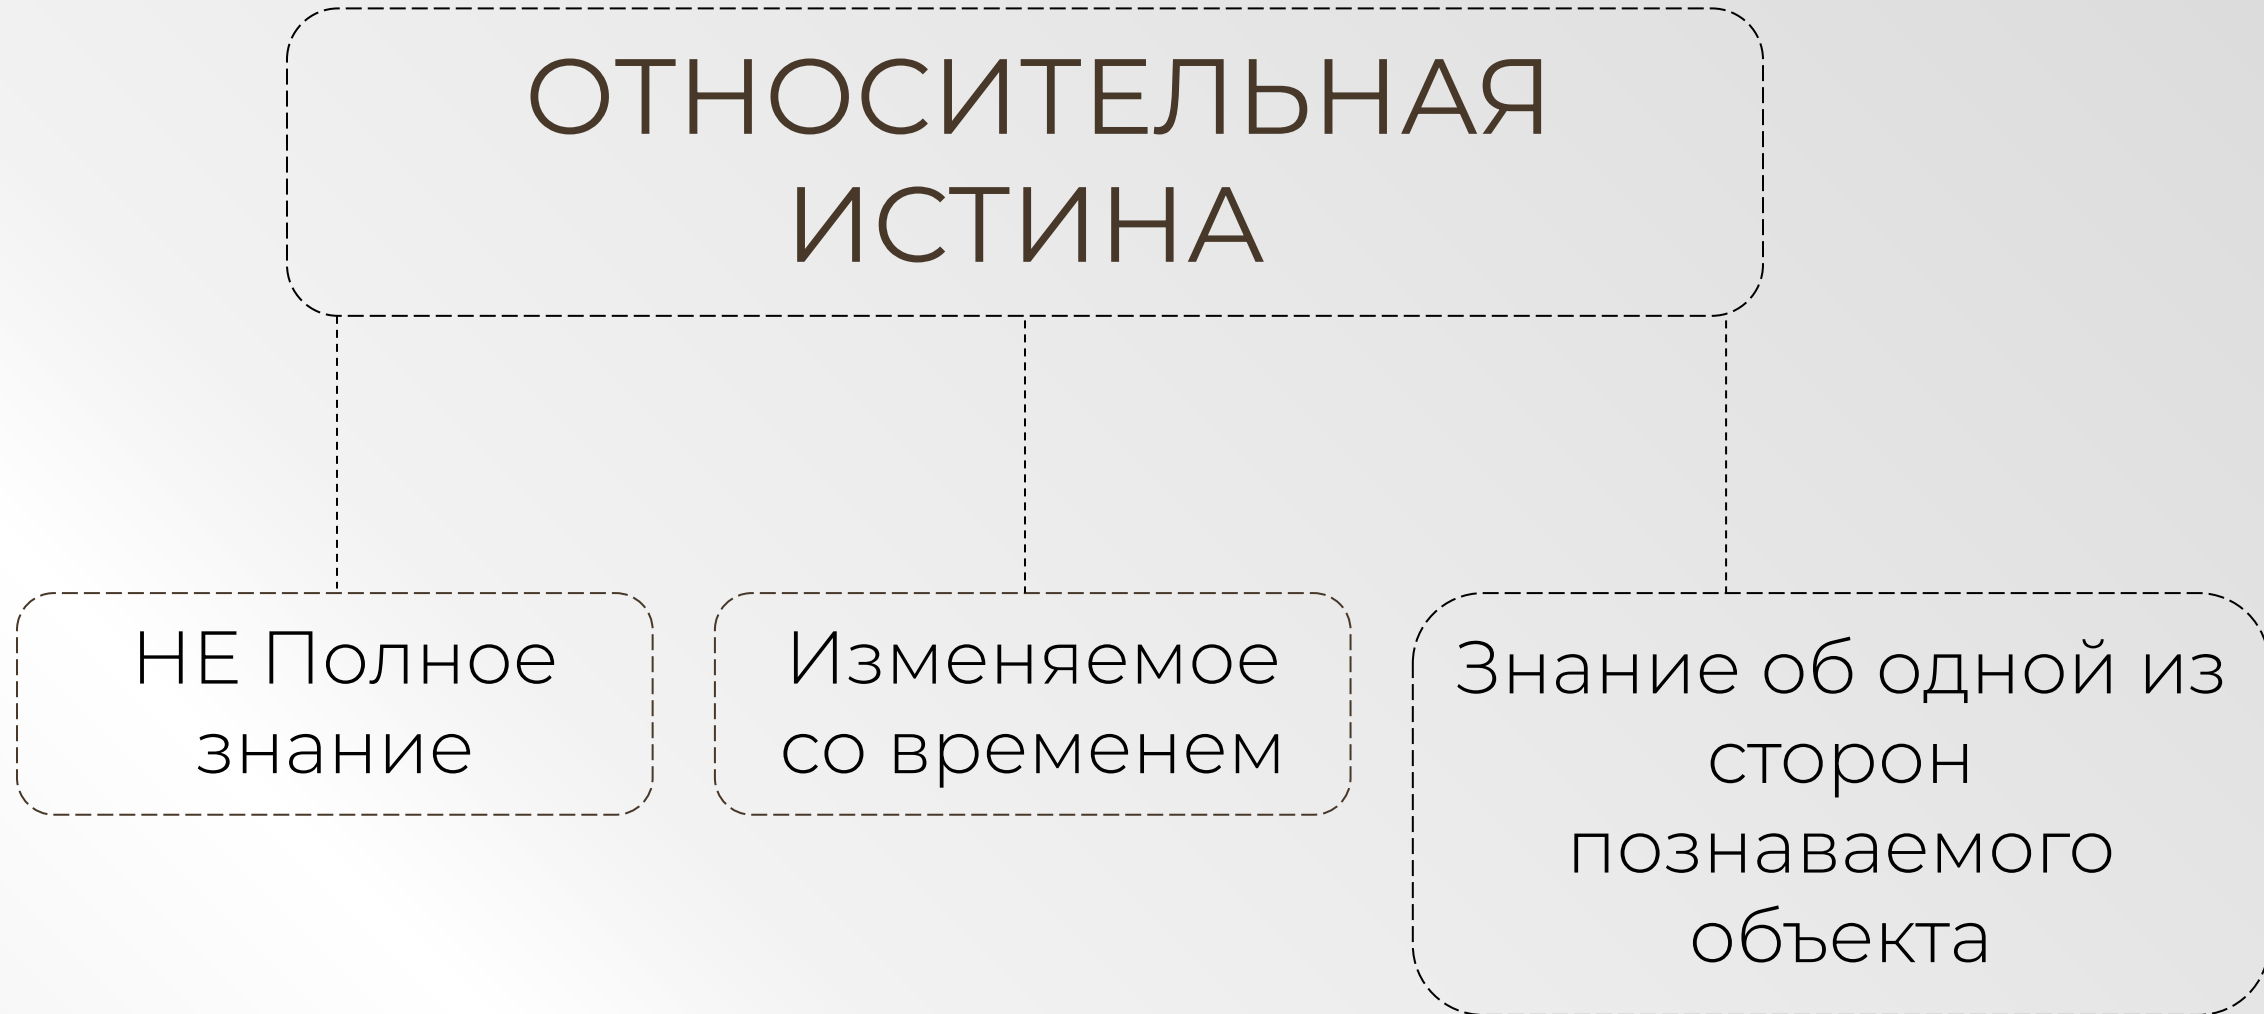 ОТНОСИТЕЛЬНАЯ
ИСТИНА
НЕ Полное
знание
Изменяемое
со временем
Знание об одной из
сторон
познаваемого
объекта